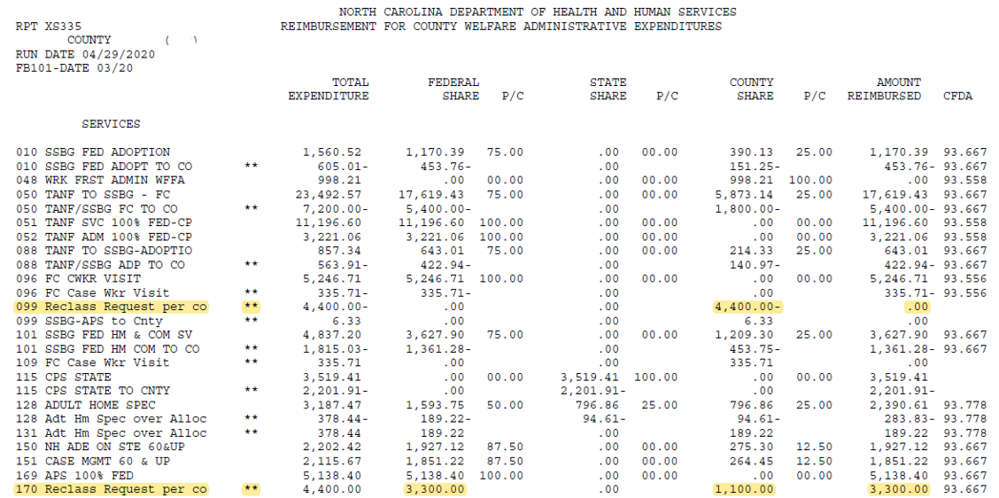 NORTH CAROLINA DEPARTMENT OF HEALTH AND HUMAN SERVICES
RPT XS335 REIMBURSEMENT FOR COUNTY WELFARE ADMINISTRATIVE EXPENDITURES
COUNTY ( )
RUN DATE 04/29/2020
FB101-DATE 03/20
TOTAL FEDERAL STATE COUNTY AMOUNT
EXPENDITURE SHARE P/C SHARE P/C SHARE P/C REIMBURSED CFDA
SERVICES
010 SSBG FED ADOPTION 1,560.52 1,170.39 75.00 .00 00.00 390.13 25.00 1,170.39 93.667
010 SSBG FED ADOPT TO CO ** 605.01- 453.76- .00 151.25- 453.76- 93.667
048 WRK FRST ADMIN WFFA 998.21 .00 00.00 .00 00.00 998.21 100.00 .00 93.558
050 TANF TO SSBG - FC 23,492.57 17,619.43 75.00 .00 00.00 5,873.14 25.00 17,619.43 93.667
050 TANF/SSBG FC TO CO ** 7,200.00- 5,400.00- .00 1,800.00- 5,400.00- 93.667
051 TANF SVC 100% FED-CP 11,196.60 11,196.60 100.00 .00 00.00 .00 00.00 11,196.60 93.558
052 TANF ADM 100% FED-CP 3,221.06 3,221.06 100.00 .00 00.00 .00 00.00 3,221.06 93.558
088 TANF TO SSBG-ADOPTIO 857.34 643.01 75.00 .00 00.00 214.33 25.00 643.01 93.667
088 TANF/SSBG ADP TO CO ** 563.91- 422.94- .00 140.97- 422.94- 93.667
096 FC CWKR VISIT 5,246.71 5,246.71 100.00 .00 00.00 .00 00.00 5,246.71 93.556
096 FC Case Wkr Visit ** 335.71- 335.71- .00 .00 335.71- 93.556
099 Reclass Request per co ** 4,400.00- .00 .00 4,400.00- .00
099 SSBG-APS to Cnty ** 6.33 .00 .00 6.33 .00
101 SSBG FED HM & COM SV 4,837.20 3,627.90 75.00 .00 00.00 1,209.30 25.00 3,627.90 93.667
101 SSBG FED HM COM TO CO ** 1,815.03- 1,361.28- .00 453.75- 1,361.28- 93.667
109 FC Case Wkr Visit ** 335.71 .00 .00 335.71 .00
115 CPS STATE 3,519.41 .00 00.00 3,519.41 100.00 .00 00.00 3,519.41
115 CPS STATE TO CNTY ** 2,201.91- .00 2,201.91- .00 2,201.91-
128 ADULT HOME SPEC 3,187.47 1,593.75 50.00 796.86 25.00 796.86 25.00 2,390.61 93.778
128 Adt Hm Spec over Alloc ** 378.44- 189.22- 94.61- 94.61- 283.83- 93.778
131 Adt Hm Spec over Alloc ** 378.44 189.22 .00 189.22 189.22 93.778
150 NH ADE ON STE 60&UP 2,202.42 1,927.12 87.50 .00 00.00 275.30 12.50 1,927.12 93.667
151 CASE MGMT 60 & UP 2,115.67 1,851.22 87.50 .00 00.00 264.45 12.50 1,851.22 93.667
169 APS 100% FED 5,138.40 5,138.40 100.00 .00 00.00 .00 00.00 5,138.40 93.667
170 Reclass Request per co ** 4,400.00 3,300.00 .00 1,100.00 3,300.00 93.667